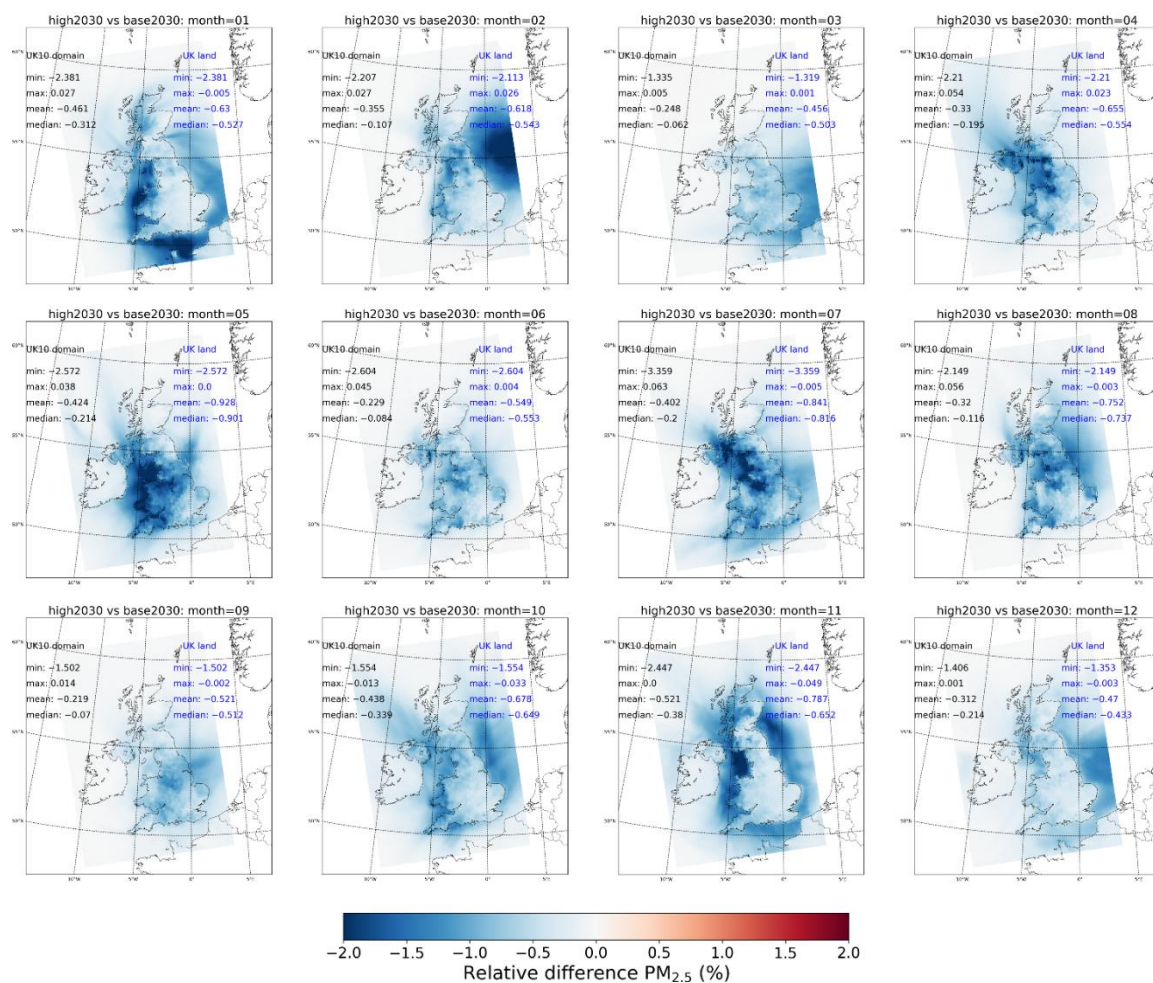 high2030 vs base2030: month=01
UK10 domain
UK land
min: −2.381
min: −2.381
max: 0.027
max: −0.005
mean: −0.461
mean: −0.63
median: −0.312
median: −0.527
high2030 vs base2030: month=02
UK10 domain
UK land
min: −2.207
min: −2.113
max: 0.027
max: 0.026
mean: −0.355
mean: −0.618
median: −0.107
median: −0.543
high2030 vs base2030: month=03
UK10 domain
UK land
min: −1.335
min: −1.319
max: 0.005
max: 0.001
mean: −0.248
mean: −0.456
median: −0.062
median: −0.503
high2030 vs base2030: month=04
UK10 domain
UK land
min: −2.21
min: −2.21
max: 0.054
max: 0.023
mean: −0.33
mean: −0.655
median: −0.195
median: −0.554
high2030 vs base2030: month=05
UK10 domain
UK land
min: −2.572
min: −2.572
max: 0.038
max: 0.0
mean: −0.424
mean: −0.928
median: −0.214
median: −0.901
high2030 vs base2030: month=06
UK10 domain
UK land
min: −2.604
min: −2.604
max: 0.045
max: 0.004
mean: −0.229
mean: −0.549
median: −0.084
median: −0.553
high2030 vs base2030: month=07
UK10 domain
UK land
min: −3.359
min: −3.359
max: 0.063
max: −0.005
mean: −0.402
mean: −0.841
median: −0.2
median: −0.816
high2030 vs base2030: month=08
UK10 domain
UK land
min: −2.149
min: −2.149
max: 0.056
max: −0.003
mean: −0.32
mean: −0.752
median: −0.116
median: −0.737
high2030 vs base2030: month=09
UK10 domain
UK land
min: −1.502
min: −1.502
max: 0.014
max: −0.002
mean: −0.219
mean: −0.521
median: −0.07
median: −0.512
high2030 vs base2030: month=10
UK10 domain
UK land
min: −1.554
min: −1.554
max: −0.013
max: −0.033
mean: −0.438
mean: −0.678
median: −0.339
median: −0.649
high2030 vs base2030: month=11
UK10 domain
UK land
min: −2.447
min: −2.447
max: 0.0
max: −0.049
mean: −0.521
mean: −0.787
median: −0.38
median: −0.652
high2030 vs base2030: month=12
UK10 domain
UK land
min: −1.406
min: −1.353
max: 0.001
max: −0.003
mean: −0.312
mean: −0.47
median: −0.214
median: −0.433
−2.0 −1.5 −1.0 −0.5 0.0 0.5 1.0 1.5 2.0
Relative difference PM2.5 (%)